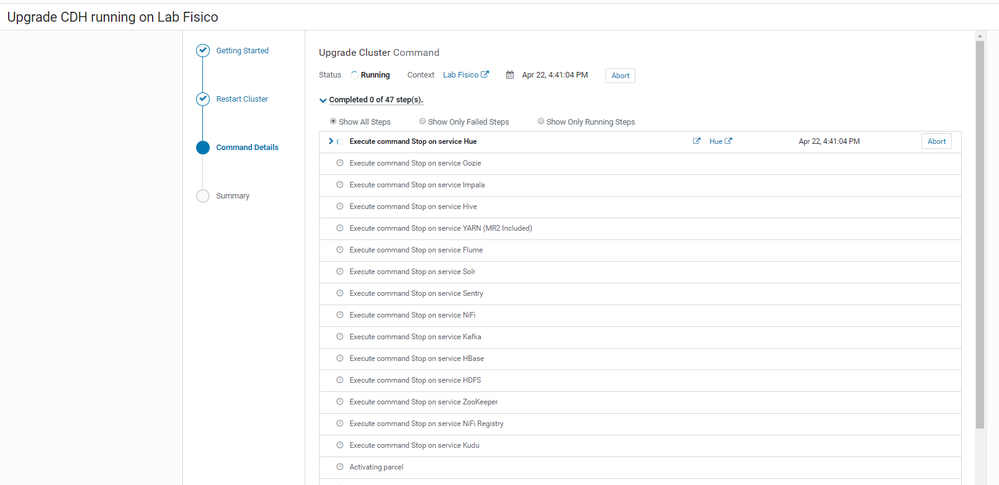 Upgrade CDH running on Lab Fisico
Getting Started
Restart Cluster
Command Details
Summary
Upgrade Cluster Command
Status Running Context Lab Fisico Apr 22, 4:41:04 PM Abort
Completed 0 of 47 step(s).
Show All Steps Show Only Failed Steps Show Only Running Steps
Execute command Stop on service Hue Hue Apr 22, 4:41:04 PM Abort
Execute command Stop on service Oozie
Execute command Stop on service Impala
Execute command Stop on service Hive
Execute command Stop on service YARN (MR2 Included)
Execute command Stop on service Flume
Execute command Stop on service Solr
Execute command Stop on service Sentry
Execute command Stop on service NiFi
Execute command Stop on service Kafka
Execute command Stop on service HBase
Execute command Stop on service HDFS
Execute command Stop on service ZooKeeper
Execute command Stop on service NiFi Registry
Execute command Stop on service Kudu
Activating parcel